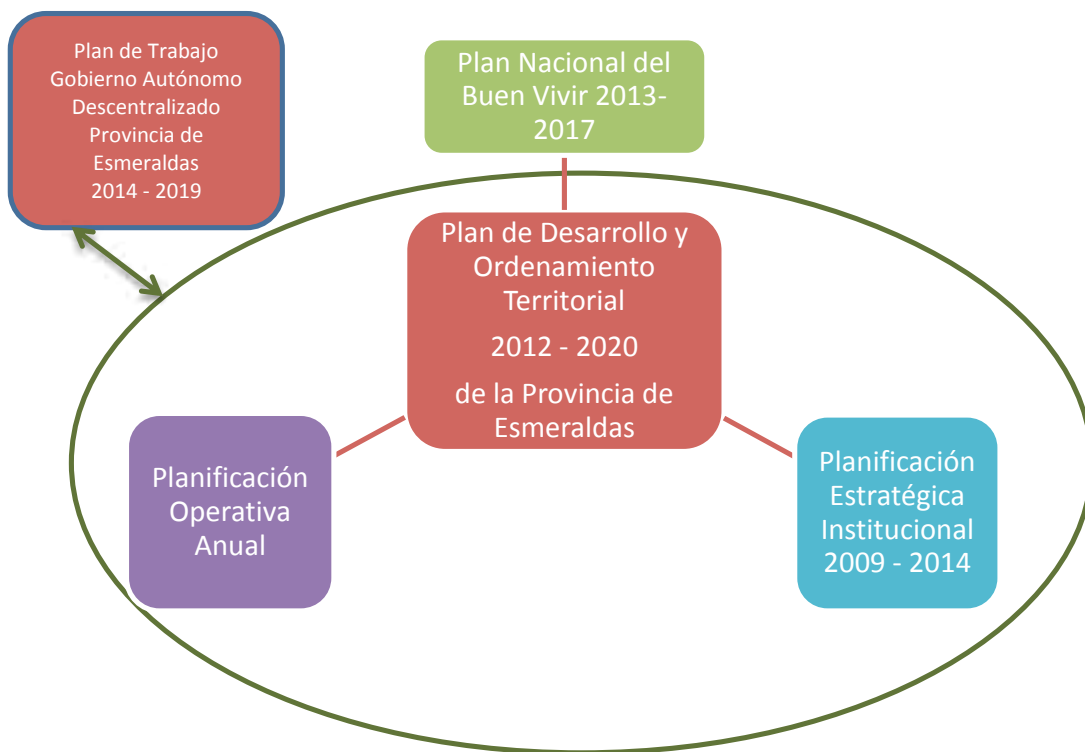 Plan de Trabajo
Gobierno Autónomo
Descentralizado
Provincia de
Esmeraldas
2014 - 2019
Plan Nacional del
Buen Vivir 2013-
2017
Plan de Desarrollo y
Ordenamiento
Territorial
2012 - 2020
de la Provincia de
Esmeraldas
Planificación
Operativa
Anual
Planificación
Estratégica
Institucional
2009 - 2014